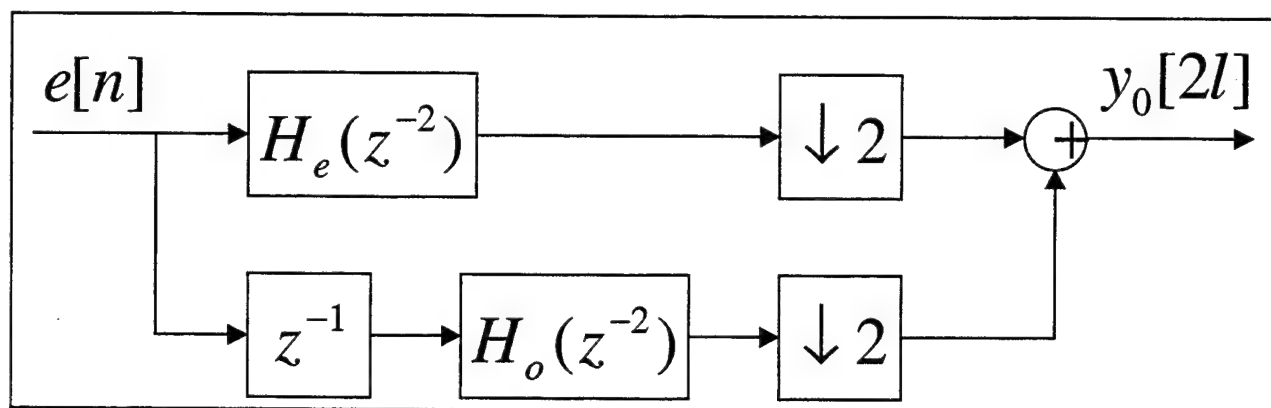 e[n]
H_e(z^{-2})
↓ 2
+
y_0[2l]
z^{-1}
H_o(z^{-2})
↓ 2